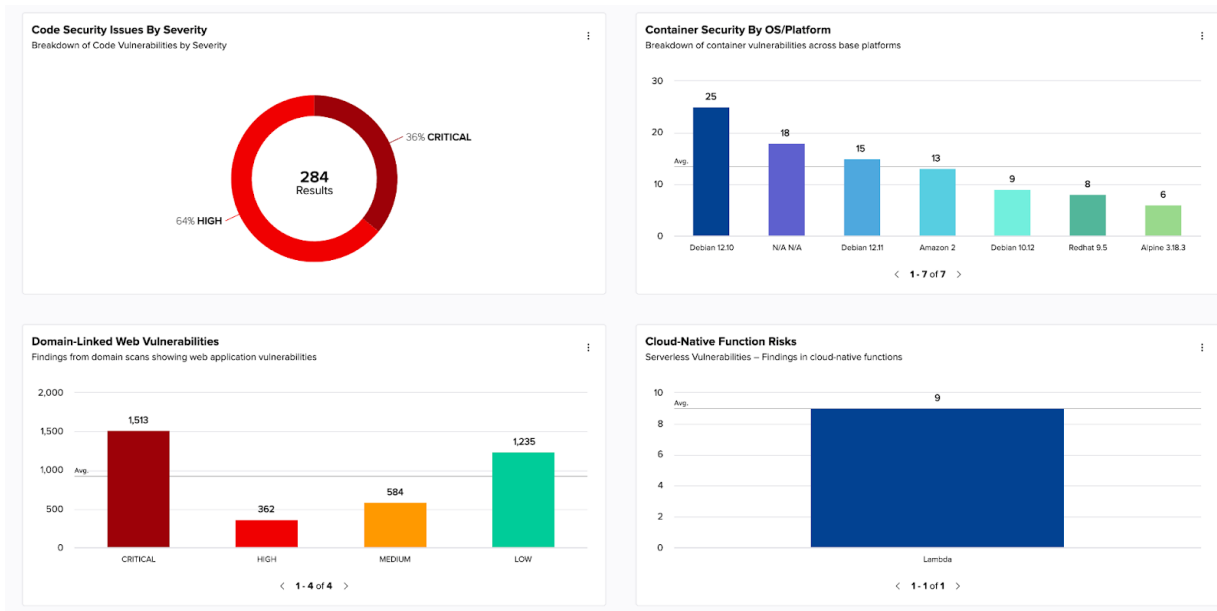 Code Security Issues By Severity
Breakdown of Code Vulnerabilities by Severity
36% CRITICAL
284
Results
64% HIGH
Container Security By OS/Platform
Breakdown of container vulnerabilities across base platforms
30
25
20
18
15
Avg.
13
10
9
8
6
0
Debian 12.10
N/A N/A
Debian 12.11
Amazon 2
Debian 10.12
Redhat 9.5
Alpine 3.18.3
1 - 7 of 7
Domain-Linked Web Vulnerabilities
Findings from domain scans showing web application vulnerabilities
2,000
1,513
1,500
1,235
1,000
Avg.
584
500
362
0
CRITICAL
HIGH
MEDIUM
LOW
1 - 4 of 4
Cloud-Native Function Risks
Serverless Vulnerabilities – Findings in cloud-native functions
10
9
Avg.
8
6
4
2
0
Lambda
1 - 1 of 1